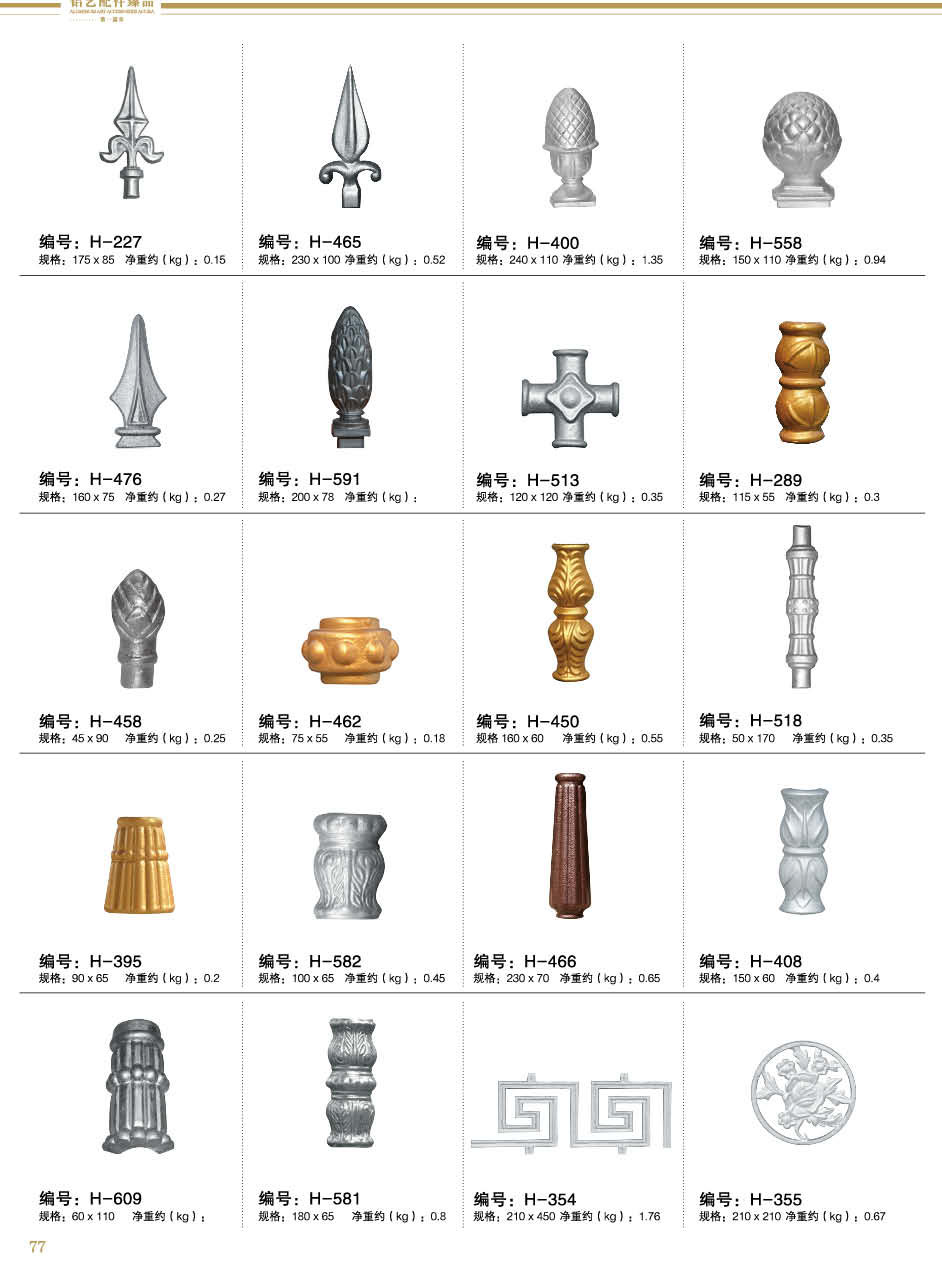 铝艺配件臻品
第一篇章
编号：H-227
规格：175 x 85 净重约（kg）：0.15
编号：H-465
规格：230 x 100 净重约（kg）：0.52
编号：H-400
规格：240 x 110 净重约（kg）：1.35
编号：H-558
规格：150 x 110 净重约（kg）：0.94
编号：H-476
规格：160 x 75 净重约（kg）：0.27
编号：H-591
规格：200 x 78 净重约（kg）：
编号：H-513
规格：120 x 120 净重约（kg）：0.35
编号：H-289
规格：115 x 55 净重约（kg）：0.3
编号：H-458
规格：45 x 90 净重约（kg）：0.25
编号：H-462
规格：75 x 55 净重约（kg）：0.18
编号：H-450
规格 160 x 60 净重约（kg）：0.55
编号：H-518
规格：50 x 170 净重约（kg）：0.35
编号：H-395
规格：90 x 65 净重约（kg）：0.2
编号：H-582
规格：100 x 65 净重约（kg）：0.45
编号：H-466
规格：230 x 70 净重约（kg）：0.65
编号：H-408
规格：150 x 60 净重约（kg）：0.4
编号：H-609
规格：60 x 110 净重约（kg）：
编号：H-581
规格：180 x 65 净重约（kg）：0.8
编号：H-354
规格：210 x 450 净重约（kg）：1.76
编号：H-355
规格：210 x 210 净重约（kg）：0.67
77